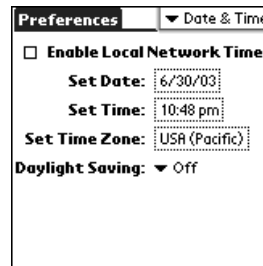 Preferences
Date & Time
Enable Local Network Time
Set Date: 6/30/03
Set Time: 10:48 pm
Set Time Zone: USA (Pacific)
Daylight Saving: Off